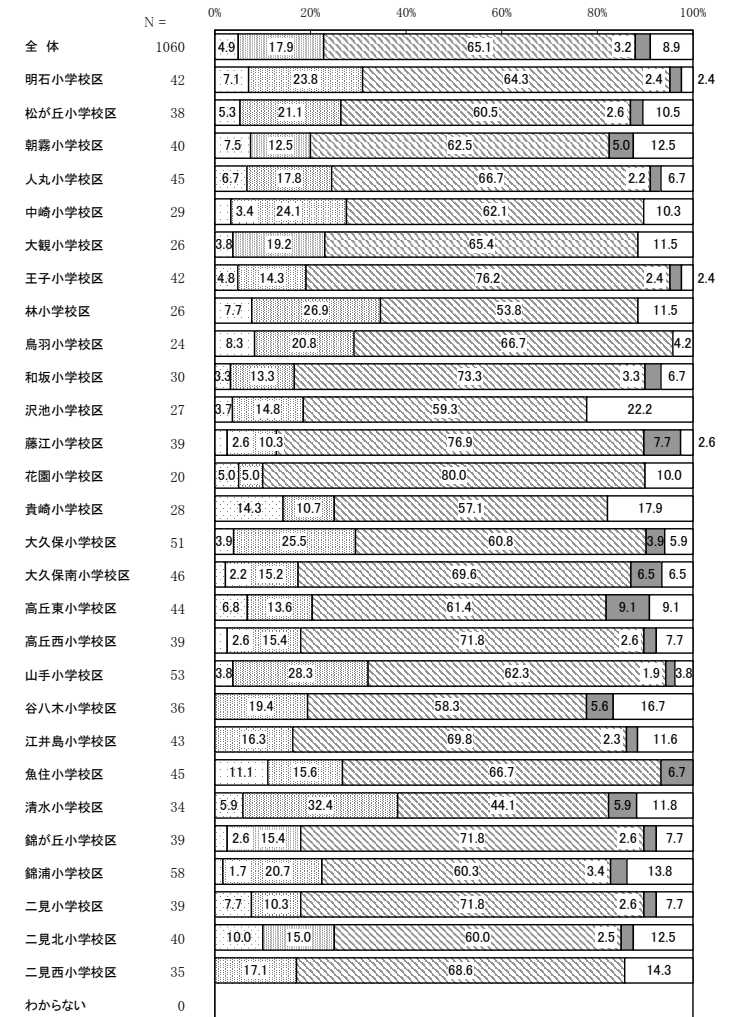 N =
0% 20% 40% 60% 80% 100%
全 体 1060 4.9 17.9 65.1 3.2 8.9
明石小学校区 42 7.1 23.8 64.3 2.4 2.4
松が丘小学校区 38 5.3 21.1 60.5 2.6 10.5
朝霧小学校区 40 7.5 12.5 62.5 5.0 12.5
人丸小学校区 45 6.7 17.8 66.7 2.2 6.7
中崎小学校区 29 3.4 24.1 62.1 10.3
大観小学校区 26 3.8 19.2 65.4 11.5
王子小学校区 42 4.8 14.3 76.2 2.4 2.4
林小学校区 26 7.7 26.9 53.8 11.5
鳥羽小学校区 24 8.3 20.8 66.7 4.2
和坂小学校区 30 3.3 13.3 73.3 3.3 6.7
沢池小学校区 27 3.7 14.8 59.3 22.2
藤江小学校区 39 2.6 10.3 76.9 7.7 2.6
花園小学校区 20 5.0 5.0 80.0 10.0
貴崎小学校区 28 14.3 10.7 57.1 17.9
大久保小学校区 51 3.9 25.5 60.8 3.9 5.9
大久保南小学校区 46 2.2 15.2 69.6 6.5 6.5
高丘東小学校区 44 6.8 13.6 61.4 9.1 9.1
高丘西小学校区 39 2.6 15.4 71.8 2.6 7.7
山手小学校区 53 3.8 28.3 62.3 1.9 3.8
谷八木小学校区 36 19.4 58.3 5.6 16.7
江井島小学校区 43 16.3 69.8 2.3 11.6
魚住小学校区 45 11.1 15.6 66.7 6.7
清水小学校区 34 5.9 32.4 44.1 5.9 11.8
錦が丘小学校区 39 2.6 15.4 71.8 2.6 7.7
錦浦小学校区 58 1.7 20.7 60.3 3.4 13.8
二見小学校区 39 7.7 10.3 71.8 2.6 7.7
二見北小学校区 40 10.0 15.0 60.0 2.5 12.5
二見西小学校区 35 17.1 68.6 14.3
わからない 0